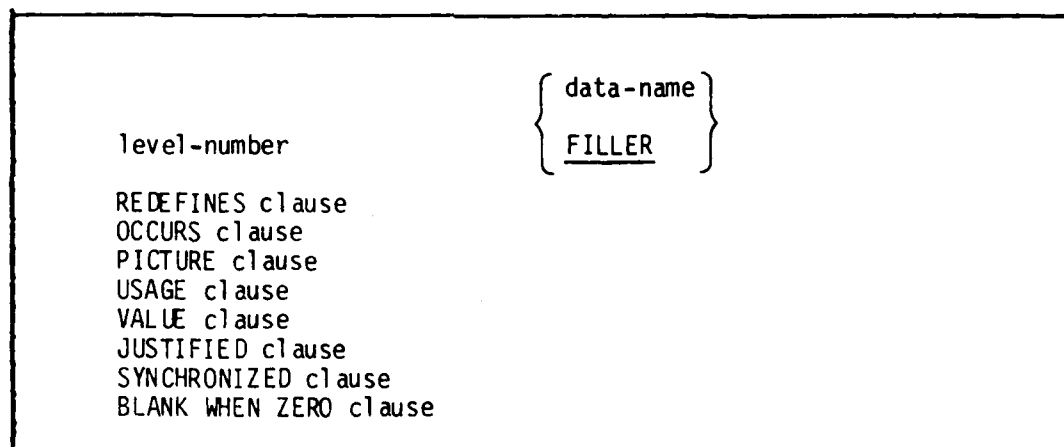 data-name
level-number FILLER
REDEFINES clause
OCCURS clause
PICTURE clause
USAGE clause
VALUE clause
JUSTIFIED clause
SYNCHRONIZED clause
BLANK WHEN ZERO clause